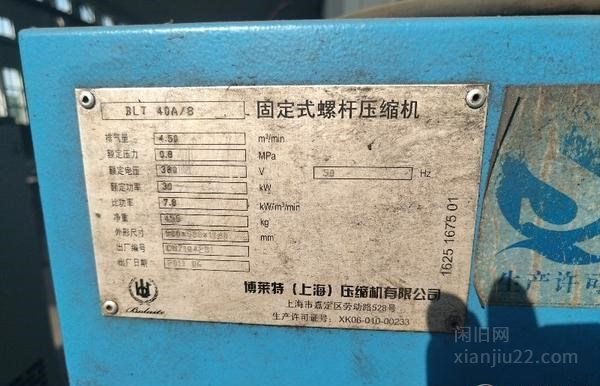 BLT 40A/8 固定式螺杆压缩机
排气量 4.50 m³/min
额定压力 0.8 MPa
额定电压 380 V 50 Hz
额定功率 30 kW
比功率 7.8 kW/m³/min
净重 kg
外形尺寸 mm
出厂编号
出厂日期
1625 1675 01
博莱特(上海)压缩机有限公司
上海市嘉定区劳动路528号
生产许可证号: XK06-010-00233
Bolaite
生产许可
闲旧网
xianjiu22.com